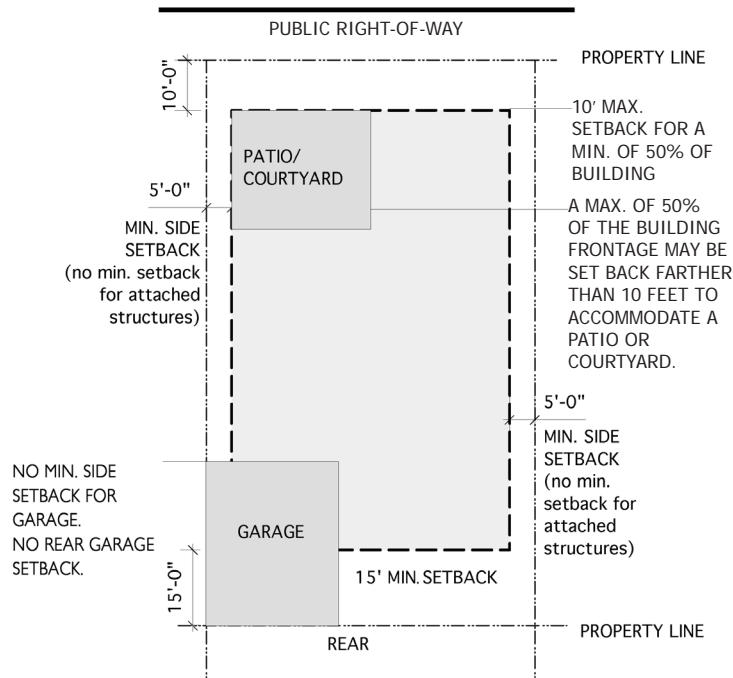 PUBLIC RIGHT-OF-WAY
PROPERTY LINE
10'-0"
10' MAX.
SETBACK FOR A
MIN. OF 50% OF
BUILDING
PATIO/
COURTYARD
5'-0"
MIN. SIDE
SETBACK
(no min. setback
for attached
structures)
A MAX. OF 50%
OF THE BUILDING
FRONTAGE MAY BE
SET BACK FARTHER
THAN 10 FEET TO
ACCOMMODATE A
PATIO OR
COURTYARD.
5'-0"
MIN. SIDE
SETBACK
(no min.
setback for
attached
structures)
NO MIN. SIDE
SETBACK FOR
GARAGE.
NO REAR GARAGE
SETBACK.
GARAGE
15'-0"
15' MIN. SETBACK
REAR
PROPERTY LINE